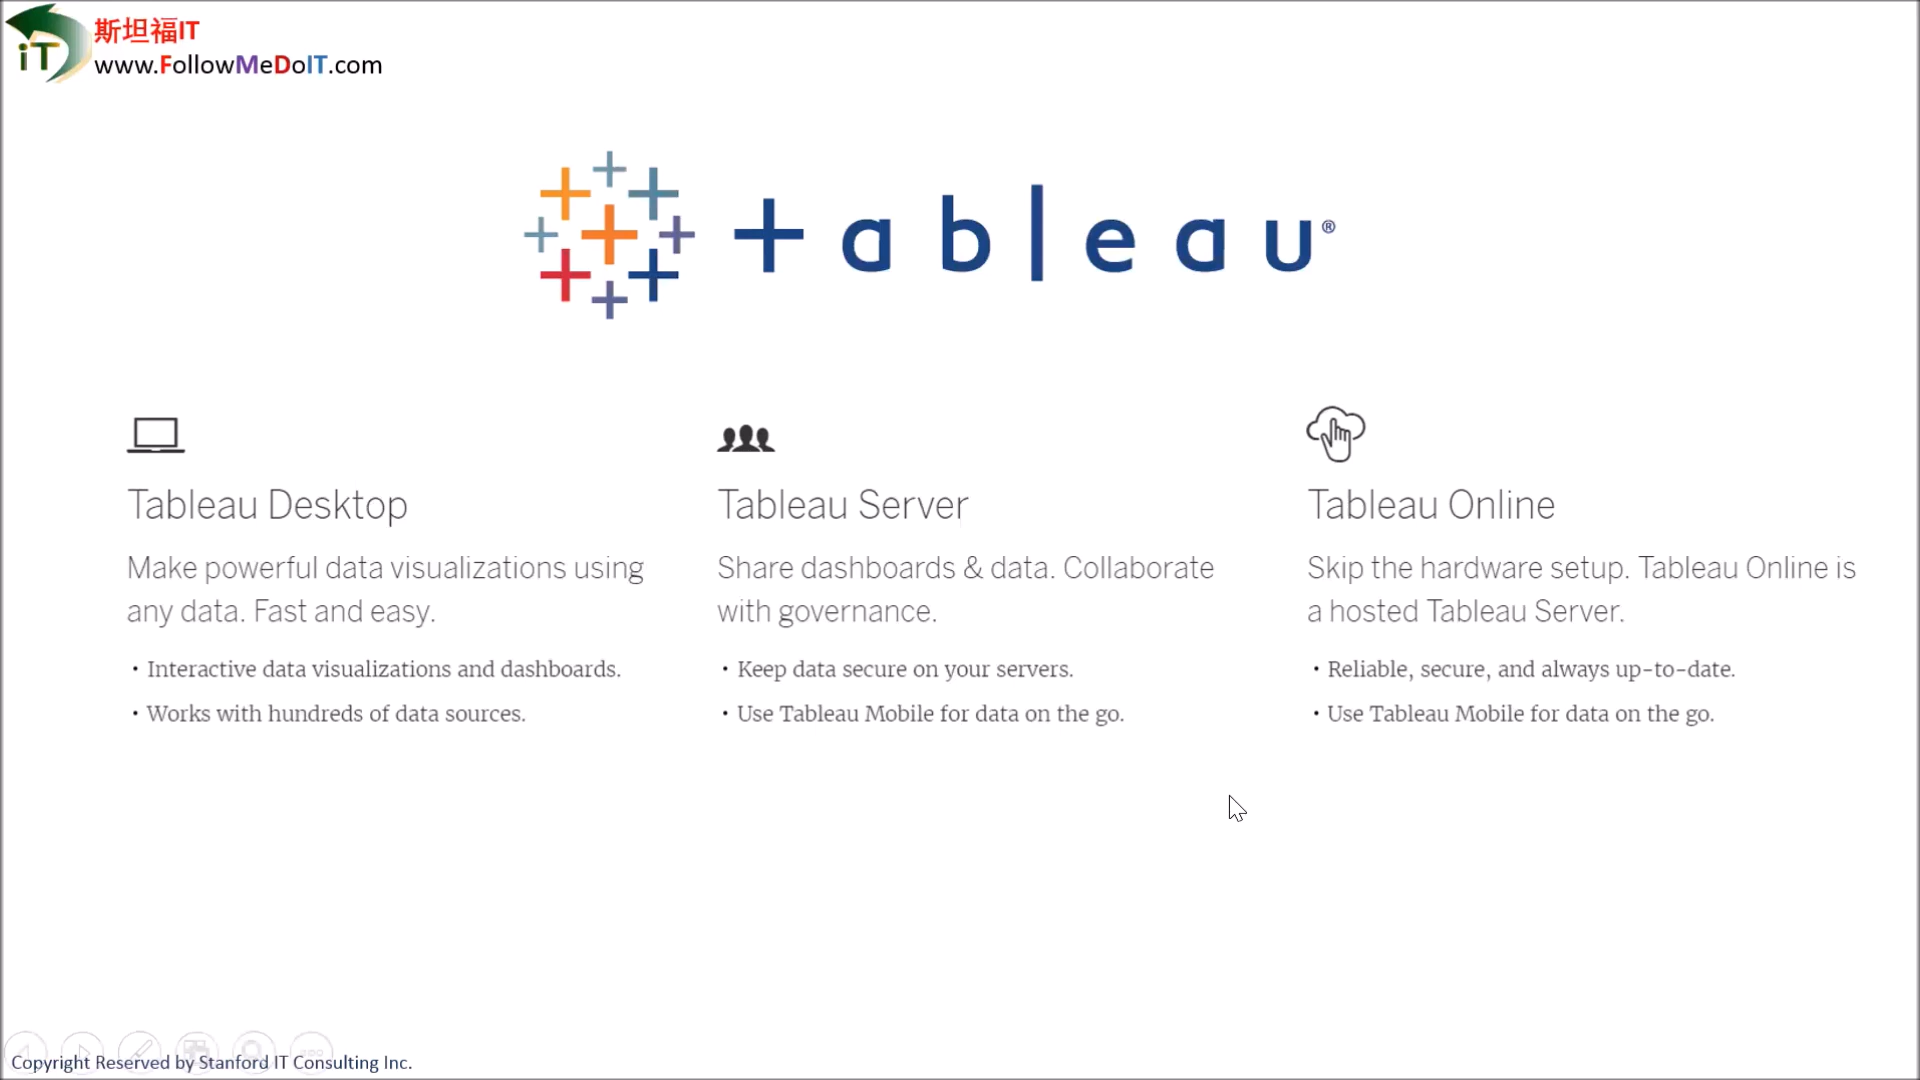 斯坦福IT
www.FollowMeDoIT.com
iT
+ableau®
Tableau Desktop
Make powerful data visualizations using
any data. Fast and easy.
• Interactive data visualizations and dashboards.
• Works with hundreds of data sources.
Tableau Server
Share dashboards & data. Collaborate
with governance.
• Keep data secure on your servers.
• Use Tableau Mobile for data on the go.
Tableau Online
Skip the hardware setup. Tableau Online is
a hosted Tableau Server.
• Reliable, secure, and always up-to-date.
• Use Tableau Mobile for data on the go.
Copyright Reserved by Stanford IT Consulting Inc.